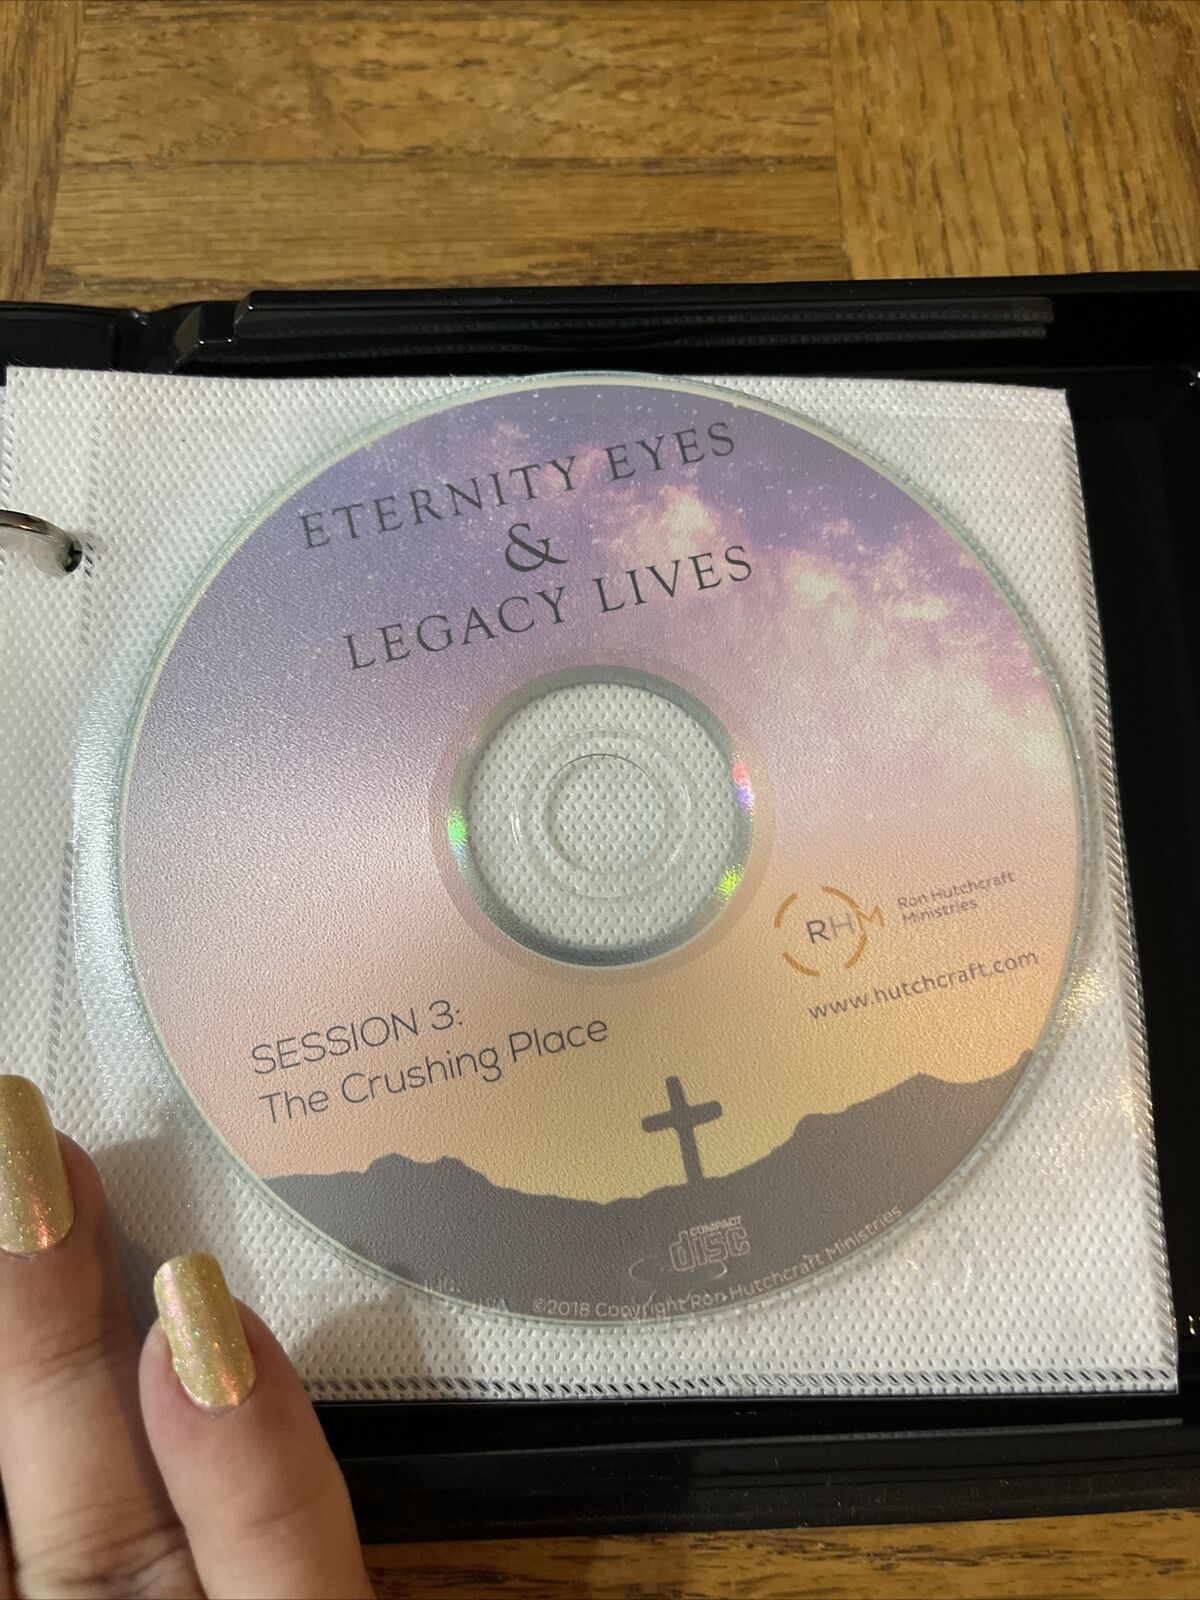 ETERNITY EYES
&
LEGACY LIVES
RHM
Ron Hutchcraft
Ministries
www.hutchcraft.com
SESSION 3:
The Crushing Place
COMPACT
disc
©2018 Copyright Ron Hutchcraft Ministries